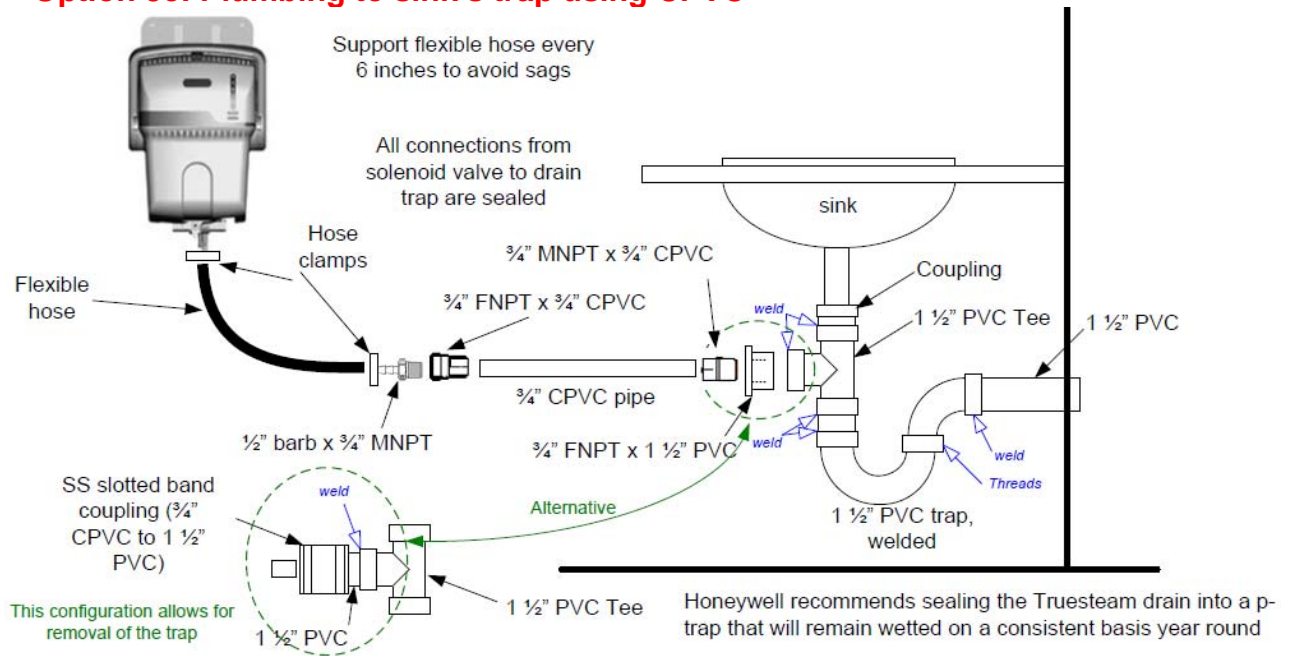 Support flexible hose every
6 inches to avoid sags
All connections from
solenoid valve to drain
trap are sealed
sink
Hose
clamps
¾” MNPT x ¾” CPVC
Coupling
Flexible
hose
¾” FNPT x ¾” CPVC
weld
1 ½” PVC Tee
1 ½” PVC
¾” CPVC pipe
½” barb x ¾” MNPT
¾” FNPT x 1 ½” PVC
weld
weld
Threads
SS slotted band
coupling (¾”
CPVC to 1 ½”
PVC)
weld
Alternative
1 ½” PVC trap,
welded
This configuration allows for
removal of the trap
1 ½” PVC
1 ½” PVC Tee
Honeywell recommends sealing the Truesteam drain into a p-
trap that will remain wetted on a consistent basis year round